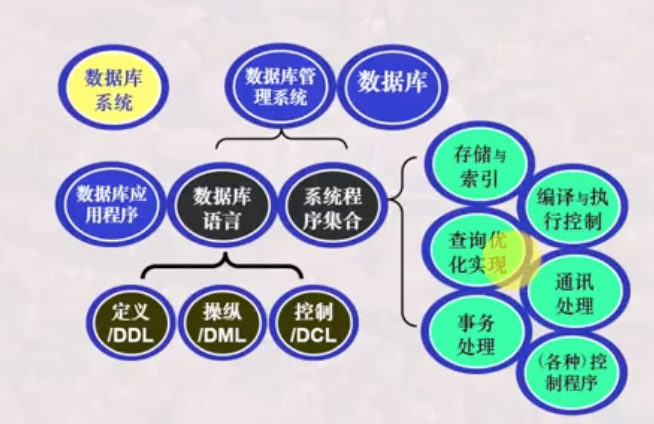 数据库
系统
数据库管
理系统
数据库
数据库应
用程序
数据库
语言
系统程
序集合
存储与
索引
编译与执
行控制
查询优
化实现
通讯
处理
事务
处理
(各种)控
制程序
定义
/DDL
操纵
/DML
控制
/DCL